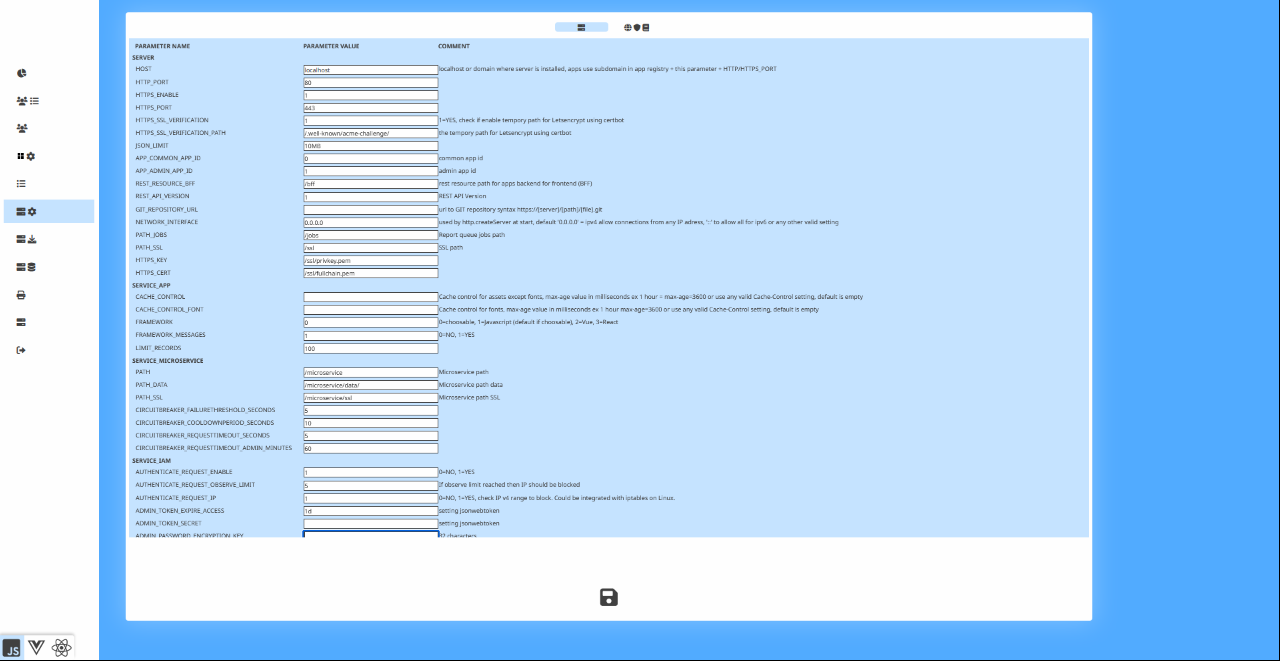 PARAMETER NAME PARAMETER VALUE COMMENT
SERVER
HOST localhost localhost or domain where server is installed, apps use subdomain in app registry + this parameter + HTTP/HTTPS_PORT
HTTP_PORT 80
HTTPS_ENABLE 1
HTTPS_PORT 443
HTTPS_SSL_VERIFICATION 1 1=YES, check if enable tempory path for Letsencrypt using certbot
HTTPS_SSL_VERIFICATION_PATH /.well-known/acme-challenge/ the tempory path for Letsencrypt using certbot
JSON_LIMIT 10MB
APP_COMMON_APP_ID 0 common app id
APP_ADMIN_APP_ID 1 admin app id
REST_RESOURCE_BFF /bff rest resource path for apps backend for frontend (BFF)
REST_API_VERSION 1 REST API Version
GIT_REPOSITORY_URL url to GIT repository syntax https://[server]/[path]/[file].git
NETWORK_INTERFACE 0.0.0.0 used by http.createServer at start, default '0.0.0.0' = ipv4 allow connections from any IP adress, '::' to allow all for ipv6 or any other valid setting
PATH_JOBS /jobs Report queue jobs path
PATH_SSL /ssl SSL path
HTTPS_KEY /ssl/privkey.pem
HTTPS_CERT /ssl/fullchain.pem
SERVICE_APP
CACHE_CONTROL Cache control for assets except fonts, max-age value in milliseconds ex 1 hour = max-age=3600 or use any valid Cache-Control setting, default is empty
CACHE_CONTROL_FONT Cache control for fonts, max-age value in milliseconds ex 1 hour max-age=3600 or use any valid Cache-Control setting, default is empty
FRAMEWORK 0 0=choosable, 1=Javascript (default if choosable), 2=Vue, 3=React
FRAMEWORK_MESSAGES 1 0=NO, 1=YES
LIMIT_RECORDS 100
SERVICE_MICROSERVICE
PATH /microservice Microservice path
PATH_DATA /microservice/data/ Microservice path data
PATH_SSL /microservice/ssl Microservice path SSL
CIRCUITBREAKER_FAILURETHRESHOLD_SECONDS 5
CIRCUITBREAKER_COOLDOWNPERIOD_SECONDS 10
CIRCUITBREAKER_REQUESTTIMEOUT_SECONDS 5
CIRCUITBREAKER_REQUESTTIMEOUT_ADMIN_MINUTES 60
SERVICE_IAM
AUTHENTICATE_REQUEST_ENABLE 1 0=NO, 1=YES
AUTHENTICATE_REQUEST_OBSERVE_LIMIT 5 If observe limit reached then IP should be blocked
AUTHENTICATE_REQUEST_IP 1 0=NO, 1=YES, check IP v4 range to block. Could be integrated with iptables on Linux.
ADMIN_TOKEN_EXPIRE_ACCESS 1d setting jsonwebtoken
ADMIN_TOKEN_SECRET setting jsonwebtoken
ADMIN_PASSWORD_ENCRYPTION_KEY 32 characters
JS